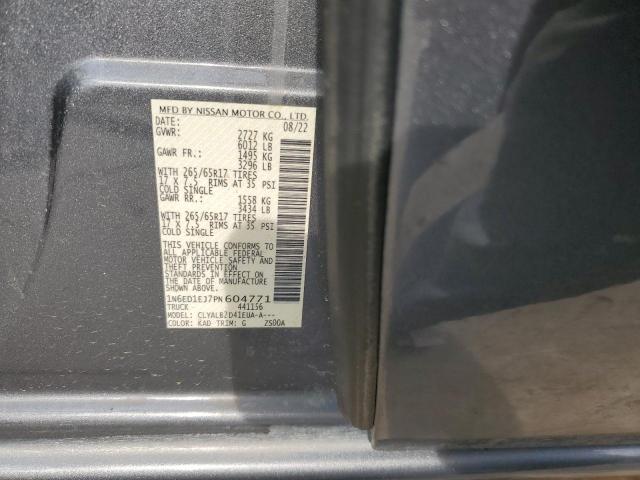 MFD BY NISSAN MOTOR CO., LTD.
DATE: 08/22
GVWR: 2727 KG
6012 LB
GAWR FR.: 1495 KG
3296 LB
WITH 265/65R17 TIRES
17 X 7.5 RIMS AT 35 PSI
COLD SINGLE
GAWR RR.: 1558 KG
3434 LB
WITH 265/65R17 TIRES
17 X 7.5 RIMS AT 35 PSI
COLD SINGLE
THIS VEHICLE CONFORMS TO
ALL APPLICABLE FEDERAL
MOTOR VEHICLE SAFETY AND
THEFT PREVENTION
STANDARDS IN EFFECT ON
THE DATE OF MANUFACTURE
SHOWN ABOVE.
1N6ED1EJ7PN604771
TRUCK 441156
MODEL: CLYALB2D41EUA-A---
COLOR: KAD TRIM: G ZS00A